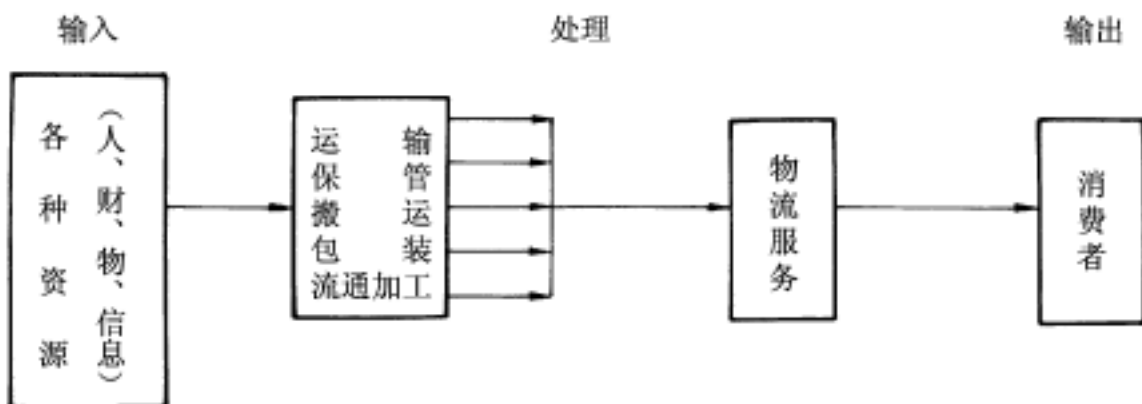 输入
处理
输出
各种资源
（人、财、物、信息）
运输
保管
搬运
包装
流通加工
物流服务
消费者